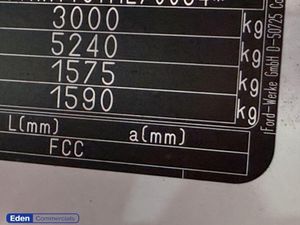 3000 kg
5240 kg
1575 kg
1590 kg
L(mm) a(mm)
FCC
Ford-Werke GmbH D-50725
Eden Commercials